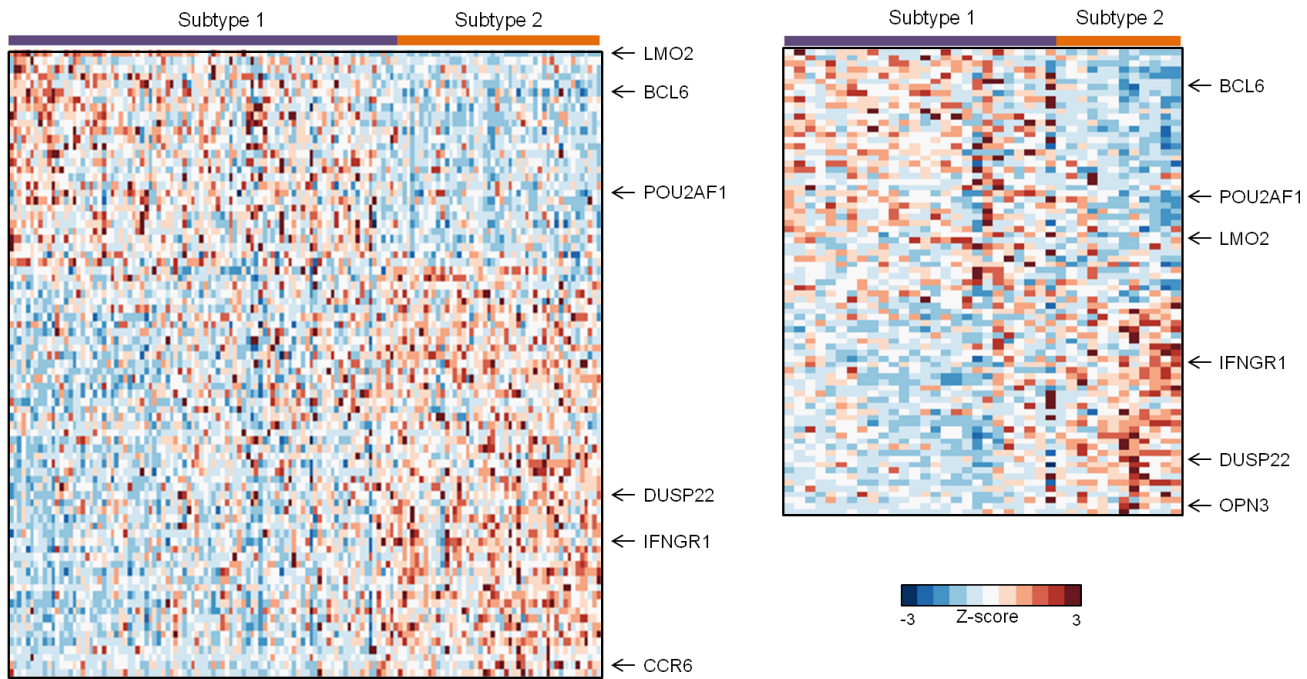 Subtype 1 Subtype 2
LMO2
BCL6
POU2AF1
DUSP22
IFNGR1
CCR6
Subtype 1 Subtype 2
BCL6
POU2AF1
LMO2
IFNGR1
DUSP22
OPN3
-3 Z-score 3